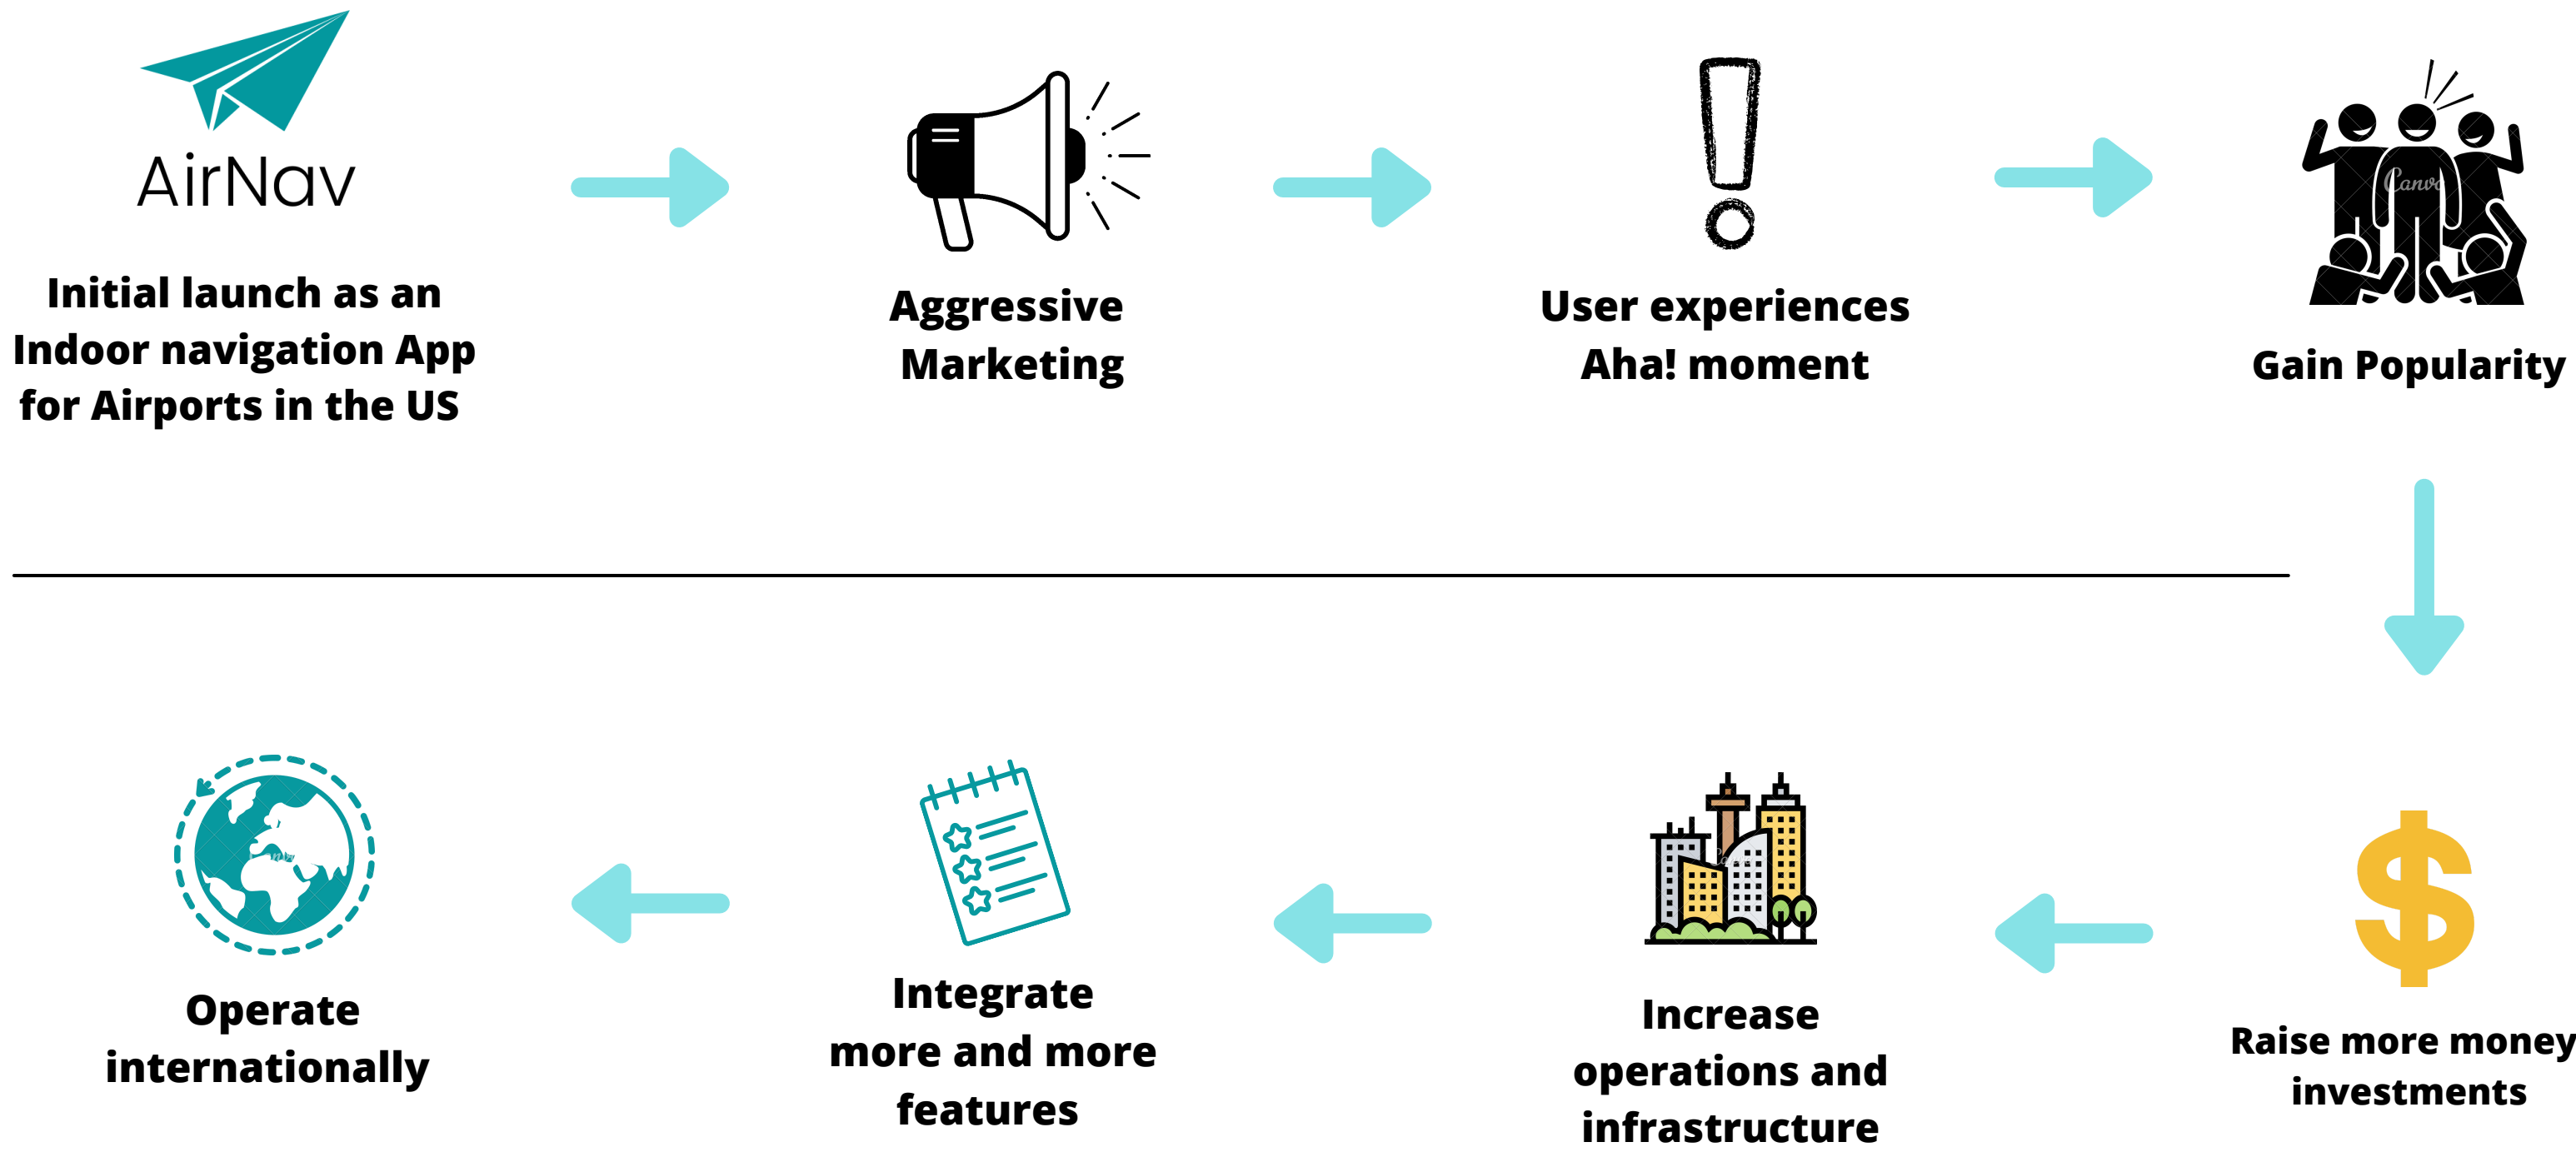 AirNav
Initial launch as an
Indoor navigation App
for Airports in the US
Aggressive
Marketing
User experiences
Aha! moment
Canva
Gain Popularity
Raise more money
investments
Increase
operations and
infrastructure
Integrate
more and more
features
Operate
internationally